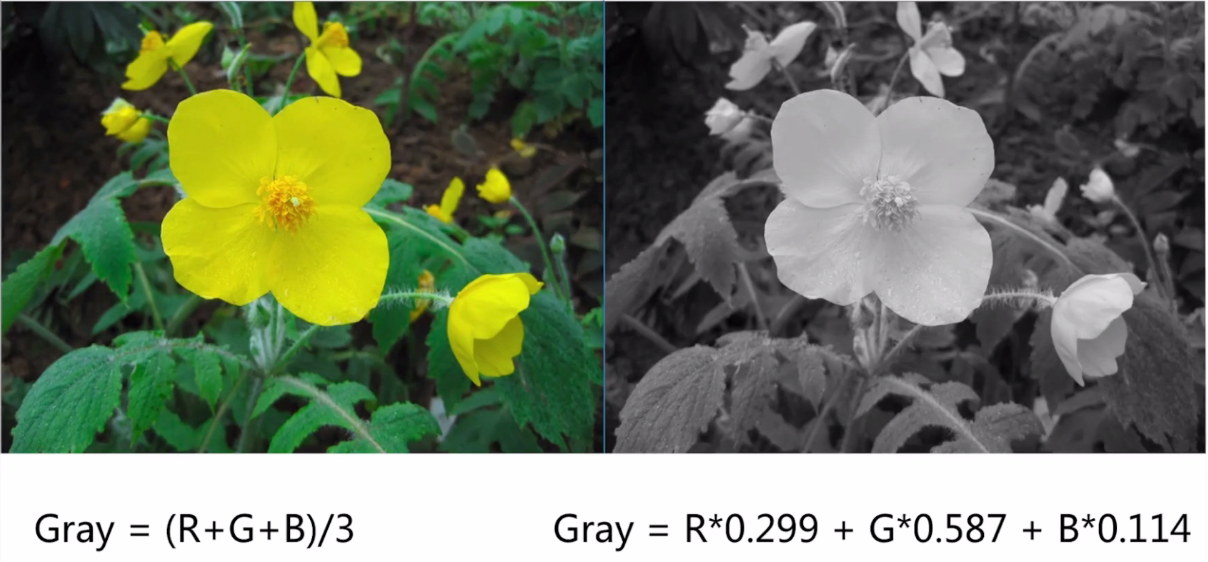 Gray = (R+G+B)/3
Gray = R*0.299 + G*0.587 + B*0.114